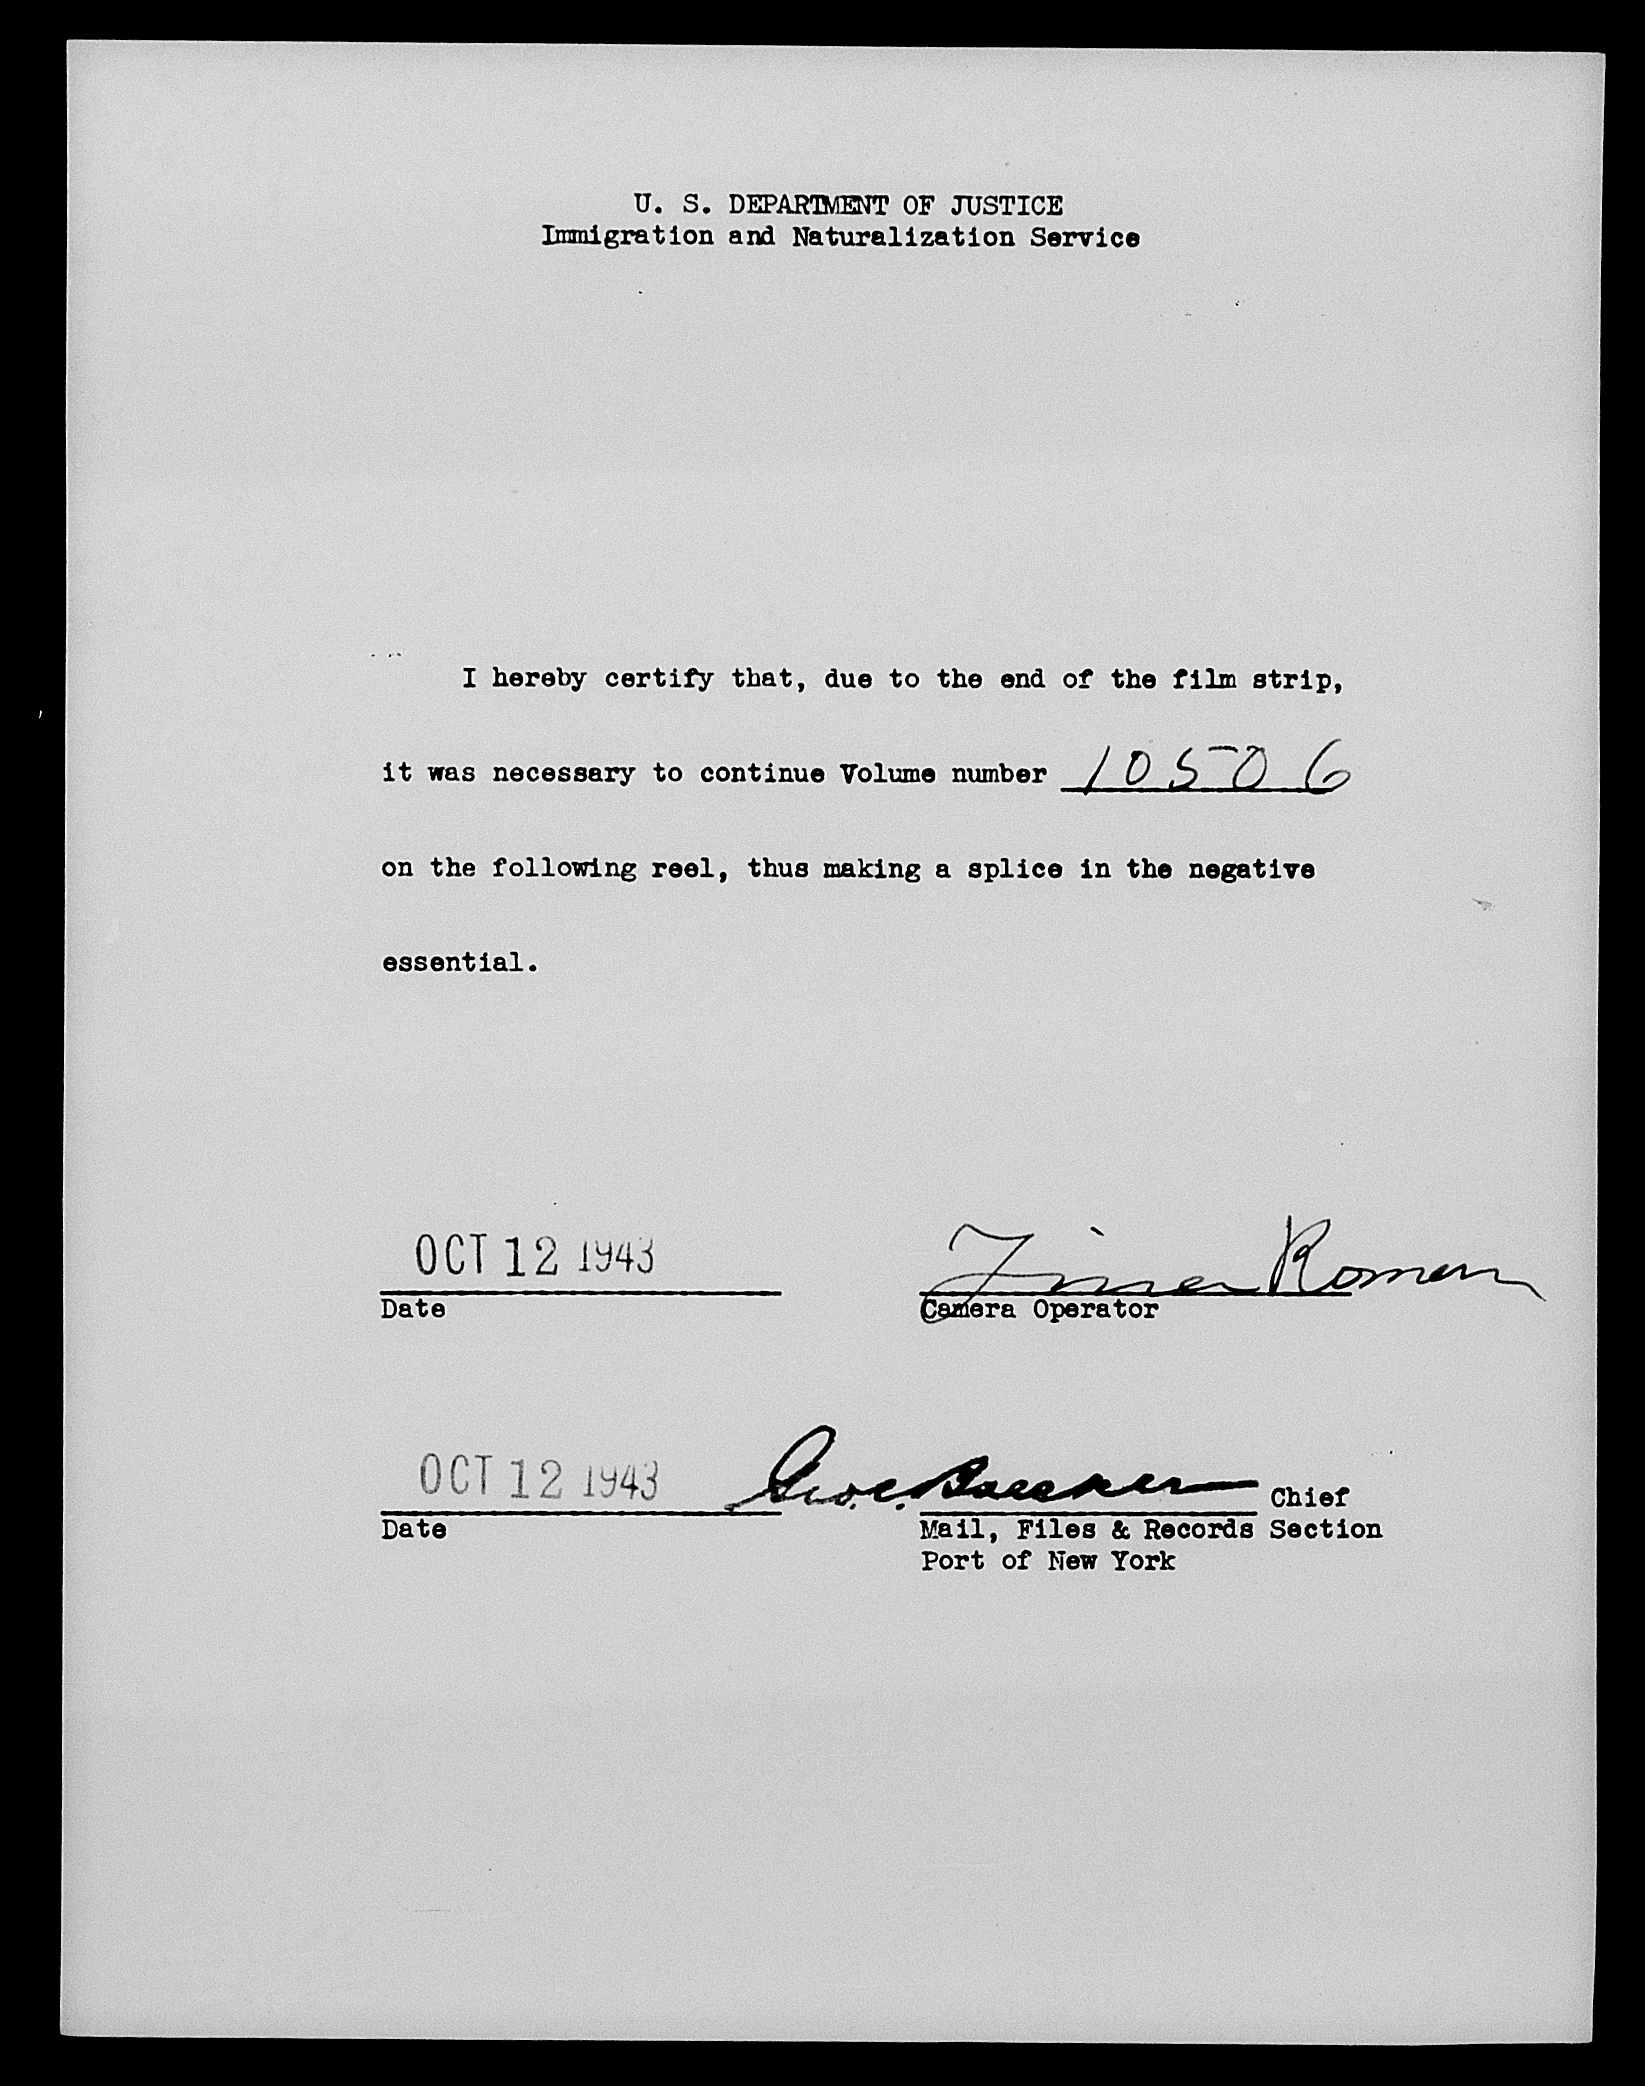 U. S. DEPARTMENT OF JUSTICE
Immigration and Naturalization Service
I hereby certify that, due to the end of the film strip,
it was necessary to continue Volume number 10506
on the following reel, thus making a splice in the negative
essential.
OCT 12 1943
Date
Roman
Camera Operator
OCT 12 1943
Date
Geo. C. Chief
Mail, Files & Records Section
Port of New York